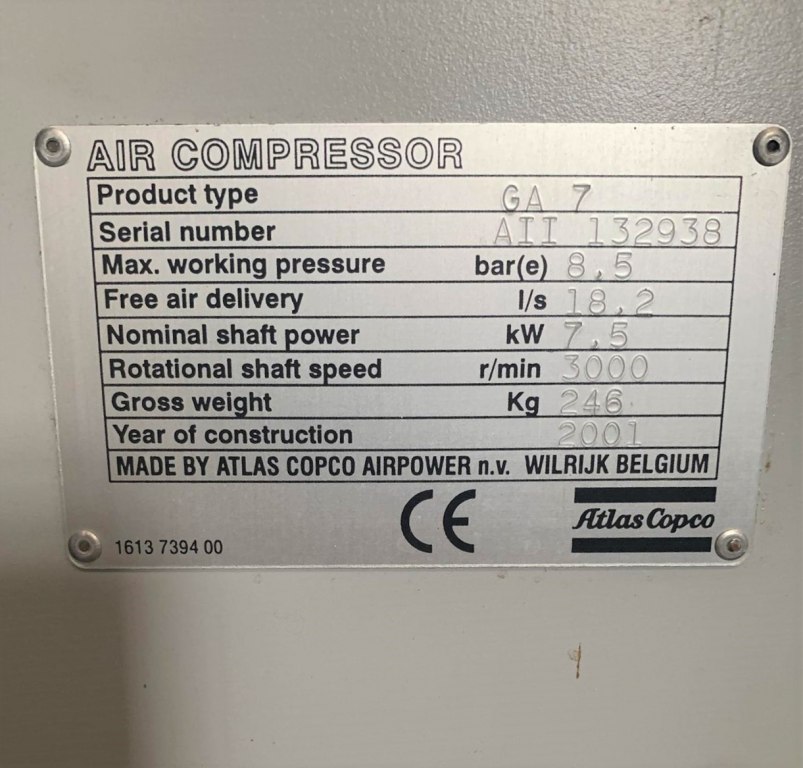 AIR COMPRESSOR
Product type GA 7
Serial number AII 132938
Max. working pressure bar(e) 8,5
Free air delivery l/s 18,2
Nominal shaft power kW 7,5
Rotational shaft speed r/min 3000
Gross weight Kg 246
Year of construction 2001
MADE BY ATLAS COPCO AIRPOWER n.v. WILRIJK BELGIUM
CE
Atlas Copco
1613 7394 00